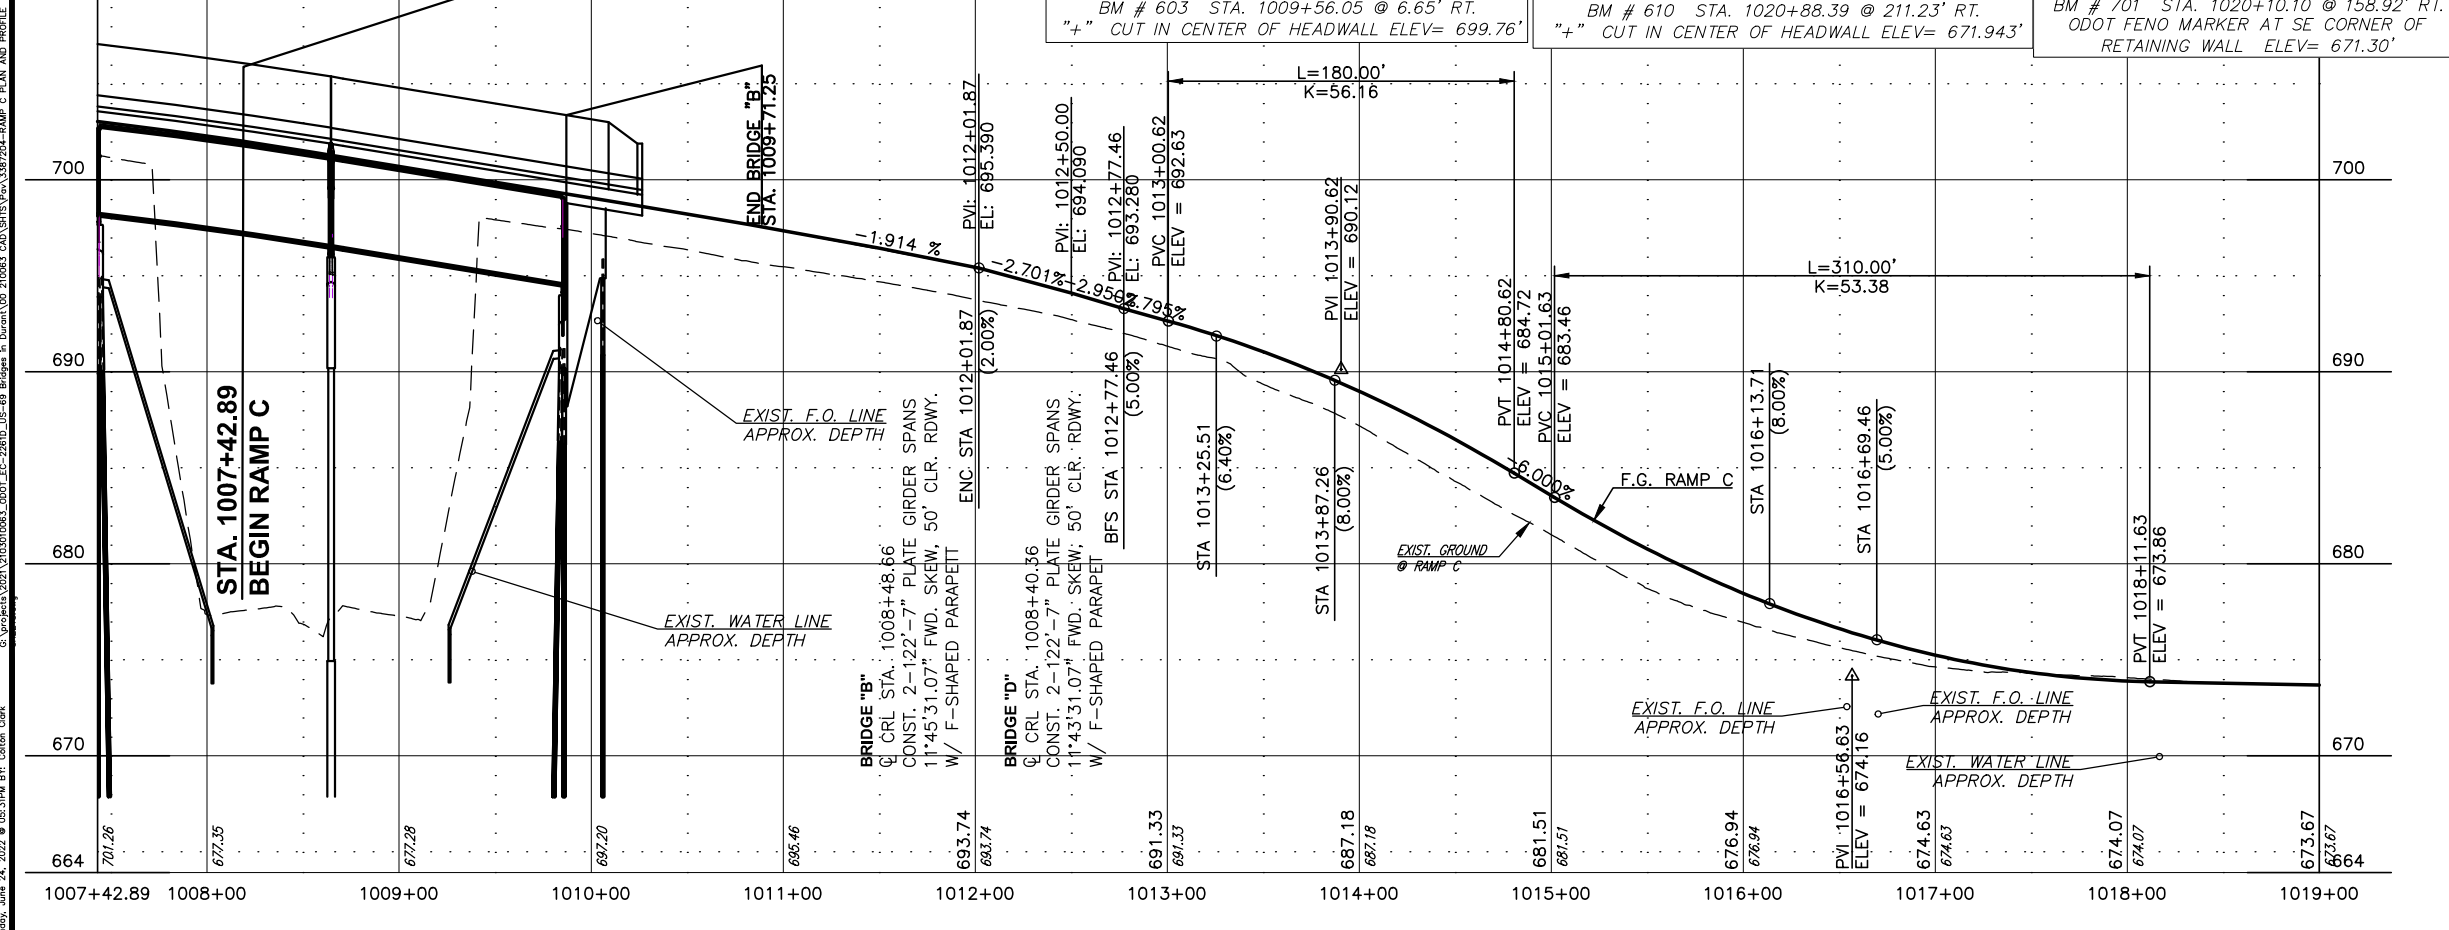 BM # 603 STA. 1009+56.05 @ 6.65' RT.
"+" CUT IN CENTER OF HEADWALL ELEV= 699.76'
BM # 610 STA. 1020+88.39 @ 211.23' RT.
"+" CUT IN CENTER OF HEADWALL ELEV= 671.943'
BM # 701 STA. 1020+10.10 @ 158.92' RT.
ODOT FENO MARKER AT SE CORNER OF
RETAINING WALL ELEV= 671.30'
L=180.00'
K=56.16
L=310.00'
K=53.38
700
690
680
670
664
700
690
680
670
664
STA. 1007+42.89
BEGIN RAMP C
END BRIDGE "B"
STA. 1009+71.25
-1.914 %
PVI: 1012+01.87
EL: 695.390
-2.701%
PVI: 1012+50.00
EL: 694.090
-2.950%
PVI: 1012+77.46
EL: 693.280
PVC 1013+00.62
ELEV = 692.63
PVI 1013+90.62
ELEV = 690.12
PVT 1014+80.62
ELEV = 684.72
PVC 1015+01.63
ELEV = 683.46
-6.000%
ENC STA 1012+01.87
(2.00%)
BFS STA 1012+77.46
(5.00%)
STA 1013+25.51
(6.40%)
STA 1013+87.26
(8.00%)
STA 1016+13.71
(8.00%)
STA 1016+69.46
(5.00%)
PVT 1018+11.63
ELEV = 673.86
PVI 1016+56.63
ELEV = 674.16
F.G. RAMP C
EXIST. GROUND
@ RAMP C
EXIST. F.O. LINE
APPROX. DEPTH
EXIST. WATER LINE
APPROX. DEPTH
BRIDGE "B"
℄ CRL STA. 1008+48.66
CONST. 2-122'-7" PLATE GIRDER SPANS
11°45'31.07" FWD. SKEW, 50' CLR. RDWY.
W/ F-SHAPED PARAPETT
BRIDGE "D"
℄ CRL STA. 1008+40.36
CONST. 2-122'-7" PLATE GIRDER SPANS
11°43'31.07" FWD. SKEW, 50' CLR. RDWY.
W/ F-SHAPED PARAPET
EXIST. F.O. LINE
APPROX. DEPTH
EXIST. F.O. LINE
APPROX. DEPTH
EXIST. WATER LINE
APPROX. DEPTH
701.26
677.35
677.28
697.20
695.46
693.74
693.74
691.33
691.33
687.18
687.18
681.51
681.51
676.94
676.94
674.63
674.63
674.07
674.07
673.67
673.67
1007+42.89
1008+00
1009+00
1010+00
1011+00
1012+00
1013+00
1014+00
1015+00
1016+00
1017+00
1018+00
1019+00